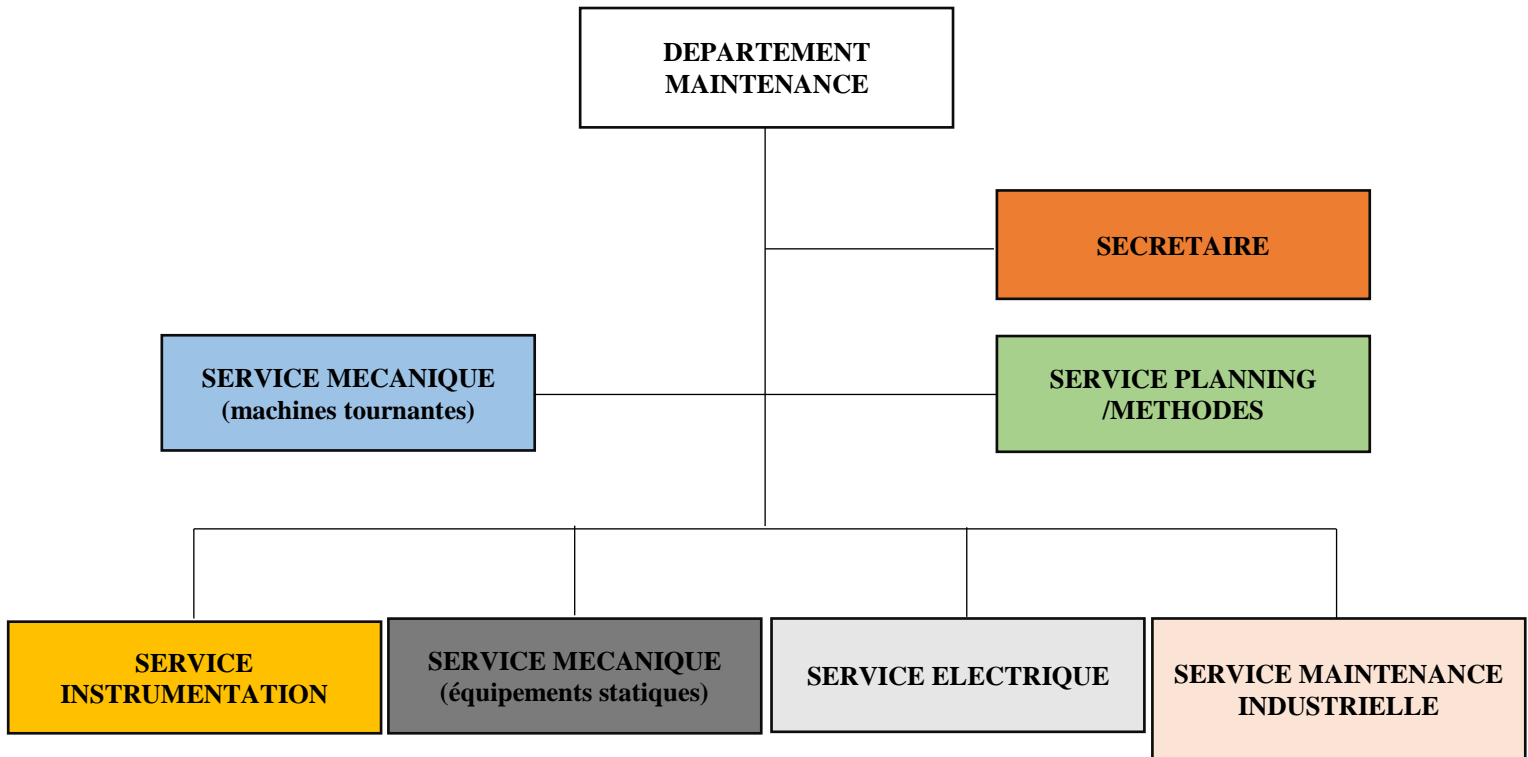 DEPARTEMENT
MAINTENANCE
SECRETAIRE
SERVICE MECANIQUE
(machines tournantes)
SERVICE PLANNING
/METHODES
SERVICE
INSTRUMENTATION
SERVICE MECANIQUE
(équipements statiques)
SERVICE ELECTRIQUE
SERVICE MAINTENANCE
INDUSTRIELLE